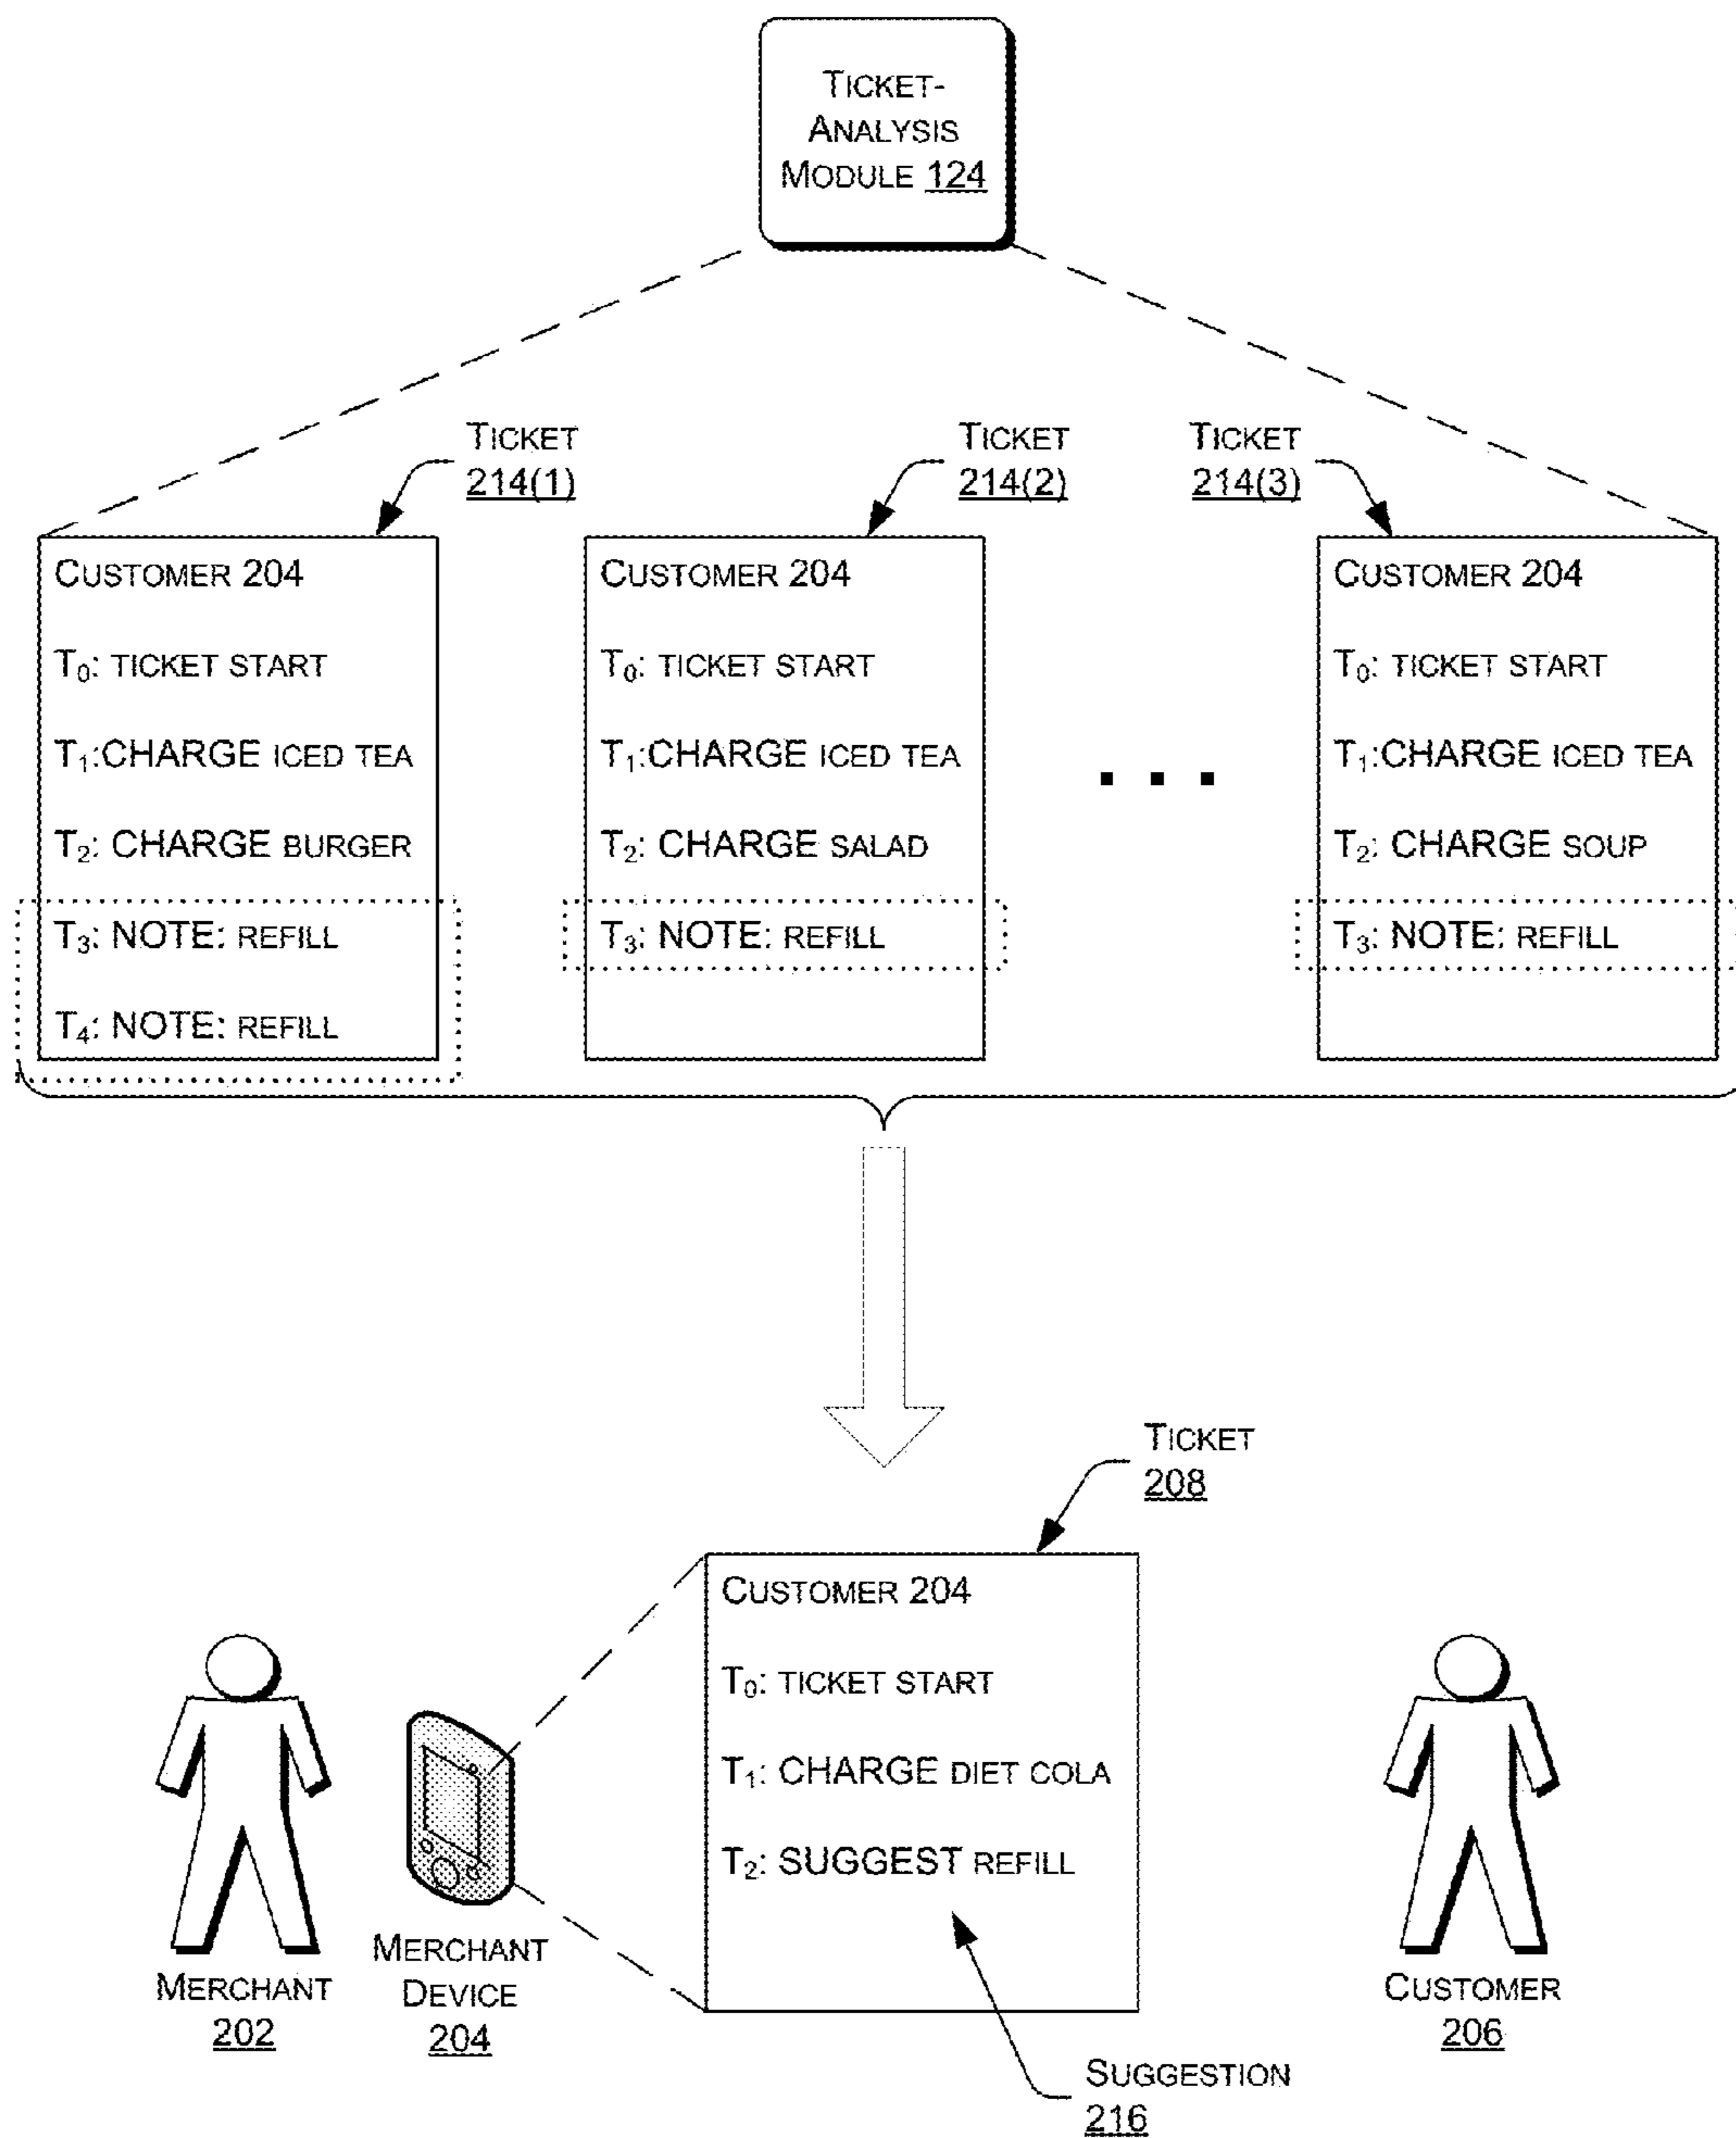 TICKET-
ANALYSIS
MODULE 124
TICKET
214(1)
TICKET
214(2)
TICKET
214(3)
CUSTOMER 204
T0: TICKET START
T1:CHARGE ICED TEA
T2: CHARGE BURGER
T3: NOTE: REFILL
T4: NOTE: REFILL
CUSTOMER 204
T0: TICKET START
T1:CHARGE ICED TEA
T2: CHARGE SALAD
T3: NOTE: REFILL
. . .
CUSTOMER 204
T0: TICKET START
T1:CHARGE ICED TEA
T2: CHARGE SOUP
T3: NOTE: REFILL
TICKET
208
CUSTOMER 204
T0: TICKET START
T1: CHARGE DIET COLA
T2: SUGGEST REFILL
MERCHANT
202
MERCHANT
DEVICE
204
CUSTOMER
206
SUGGESTION
216